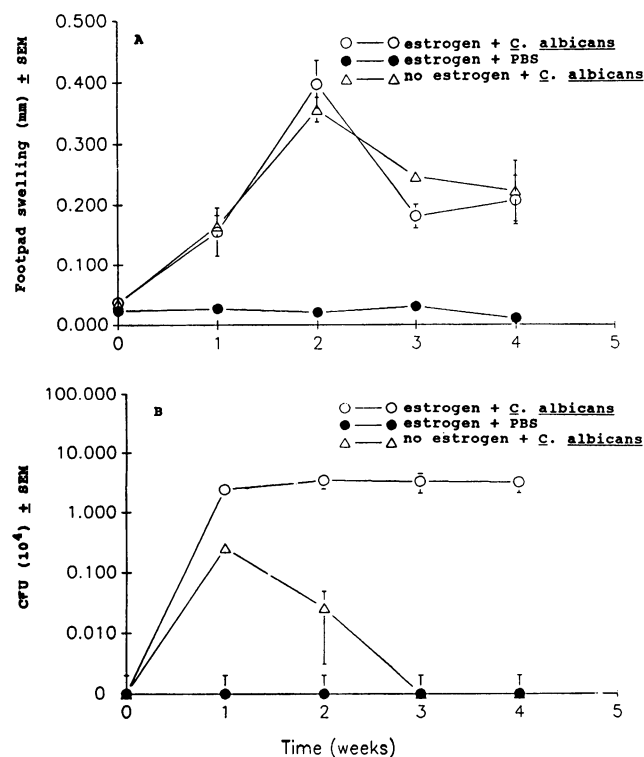 A
estrogen + C. albicans
estrogen + PBS
no estrogen + C. albicans
Footpad swelling (mm) ± SEM
0.500
0.400
0.300
0.200
0.100
0.000
0 1 2 3 4 5
B
estrogen + C. albicans
estrogen + PBS
no estrogen + C. albicans
CFU (10⁴) ± SEM
100.000
10.000
1.000
0.100
0.010
0
0 1 2 3 4 5
Time (weeks)